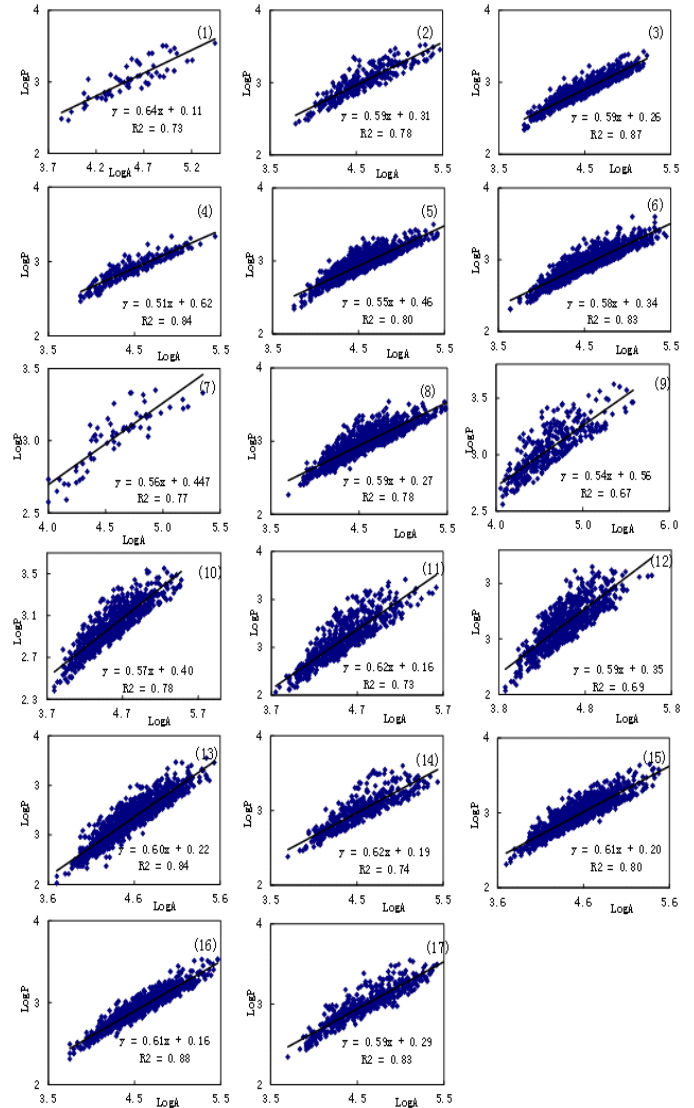 4
(1)
LogP
3
y = 0.64x + 0.11
R2 = 0.73
2
3.7 4.2 4.7 5.2
LogA
4
(2)
LogP
3
y = 0.59x + 0.31
R2 = 0.78
2
3.5 4.5 5.5
LogA
4
(3)
LogP
3
y = 0.59x + 0.26
R2 = 0.87
2
3.5 4.5 5.5
LogA
4
(4)
LogP
3
y = 0.51x + 0.62
R2 = 0.84
2
3.5 4.5 5.5
LogA
4
(5)
LogP
3
y = 0.55x + 0.46
R2 = 0.80
2
3.5 4.5 5.5
LogA
4
(6)
LogP
3
y = 0.58x + 0.34
R2 = 0.83
2
3.5 4.5 5.5
LogA
3.5
(7)
LogP
3.0
y = 0.56x + 0.447
R2 = 0.77
2.5
4.0 4.5 5.0 5.5
LogA
4
(8)
LogP
3
y = 0.59x + 0.27
R2 = 0.78
2
3.5 4.5 5.5
LogA
(9)
3.5
LogP
3.0
y = 0.54x + 0.56
R2 = 0.67
2.5
4.0 5.0 6.0
LogA
(10)
3.5
LogP
3.1
2.7
y = 0.57x + 0.40
R2 = 0.78
2.3
3.7 4.7 5.7
LogA
4
(11)
3
LogP
3
2
y = 0.62x + 0.16
R2 = 0.73
2
3.7 4.7 5.7
LogA
(12)
3
LogP
3
y = 0.59x + 0.35
R2 = 0.69
2
3.8 4.8 5.8
LogA
4
(13)
3
LogP
3
y = 0.60x + 0.22
R2 = 0.84
2
3.6 4.6 5.6
LogA
4
(14)
LogP
3
y = 0.62x + 0.19
R2 = 0.74
2
3.5 4.5 5.5
LogA
4
(15)
LogP
3
y = 0.61x + 0.20
R2 = 0.80
2
3.6 4.6 5.6
LogA
4
(16)
LogP
3
y = 0.61x + 0.16
R2 = 0.88
2
3.5 4.5 5.5
LogA
4
(17)
LogP
3
y = 0.59x + 0.29
R2 = 0.83
2
3.5 4.5 5.5
LogA